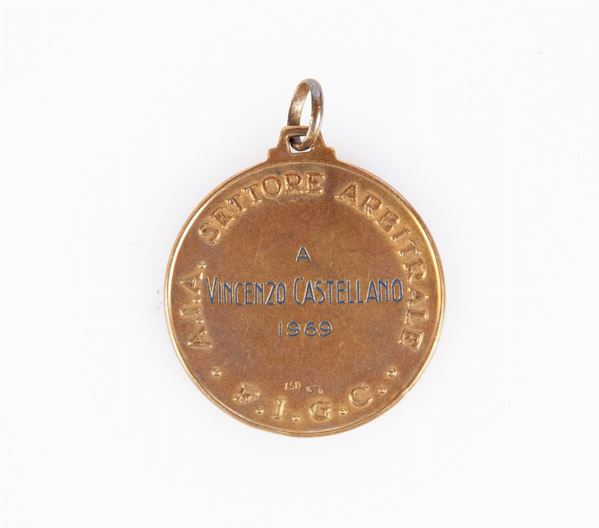 A.I.A. SETTORE ARBITRALE
A
VINCENZO CASTELLANO
1969
F.I.G.C.